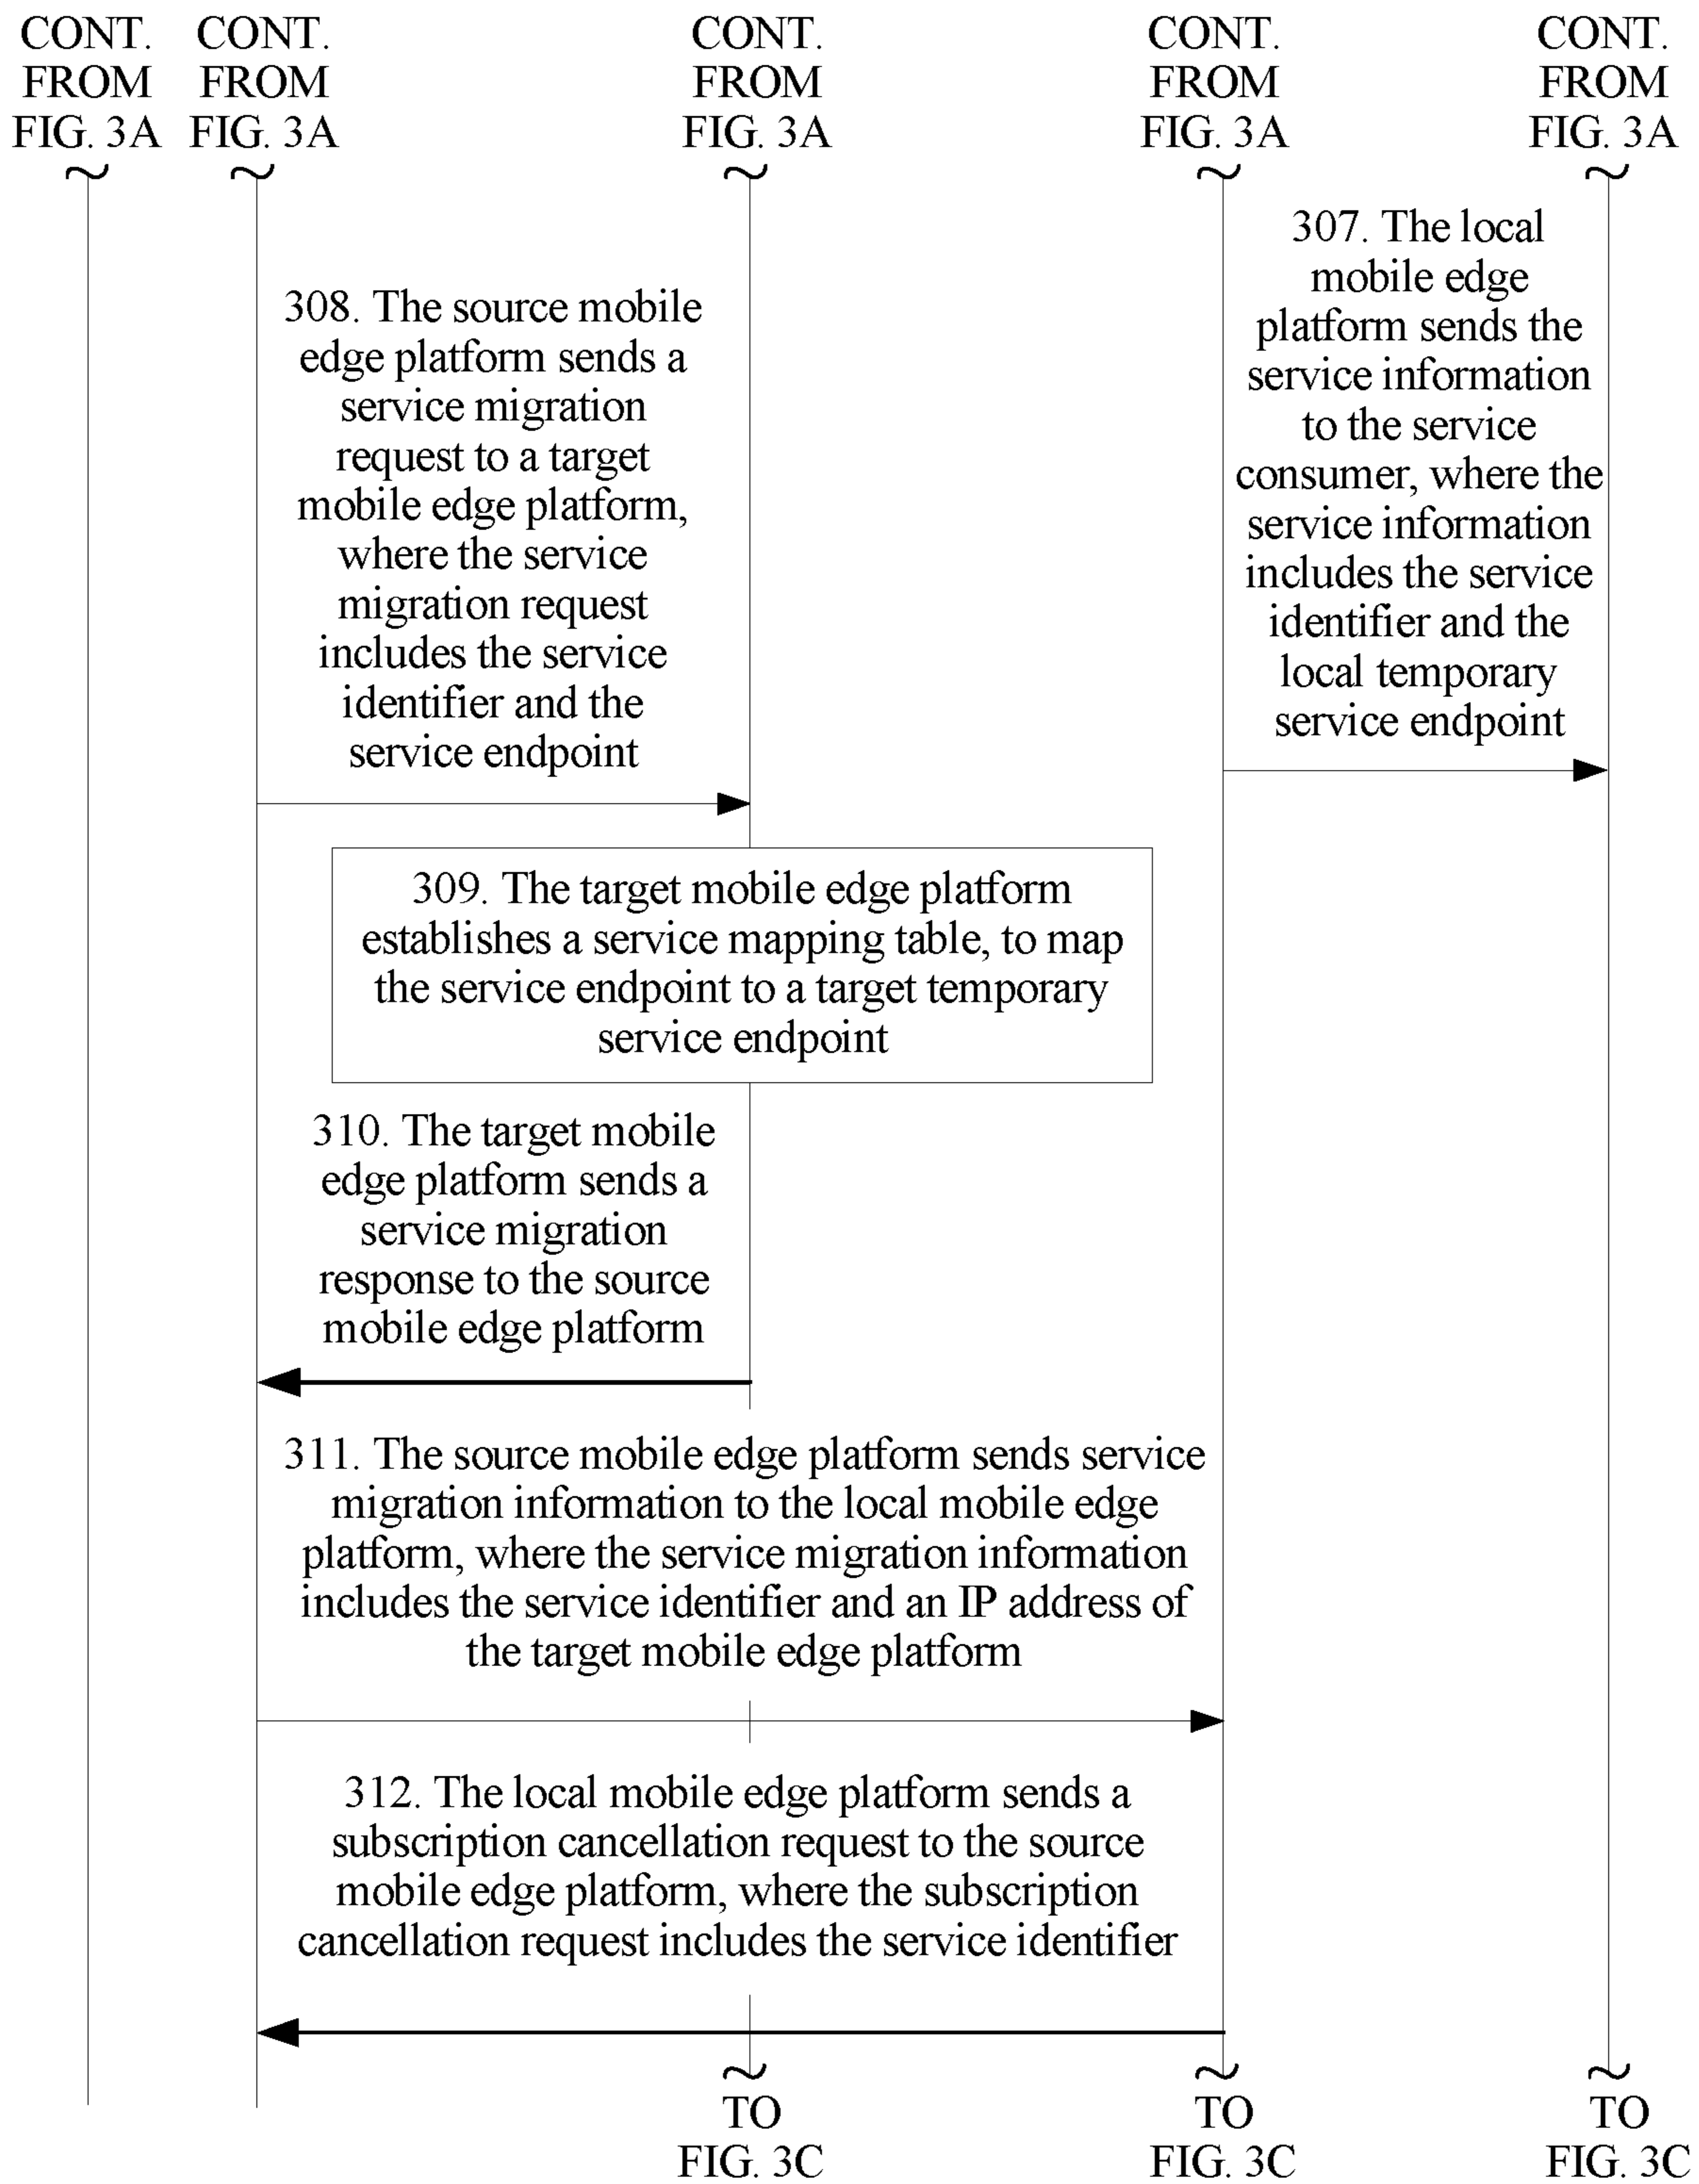 CONT.
FROM
FIG. 3A
CONT.
FROM
FIG. 3A
CONT.
FROM
FIG. 3A
CONT.
FROM
FIG. 3A
CONT.
FROM
FIG. 3A
307. The local
mobile edge
platform sends the
service information
to the service
consumer, where the
service information
includes the service
identifier and the
local temporary
service endpoint
308. The source mobile
edge platform sends a
service migration
request to a target
mobile edge platform,
where the service
migration request
includes the service
identifier and the
service endpoint
309. The target mobile edge platform
establishes a service mapping table, to map
the service endpoint to a target temporary
service endpoint
310. The target mobile
edge platform sends a
service migration
response to the source
mobile edge platform
311. The source mobile edge platform sends service
migration information to the local mobile edge
platform, where the service migration information
includes the service identifier and an IP address of
the target mobile edge platform
312. The local mobile edge platform sends a
subscription cancellation request to the source
mobile edge platform, where the subscription
cancellation request includes the service identifier
TO
FIG. 3C
TO
FIG. 3C
TO
FIG. 3C